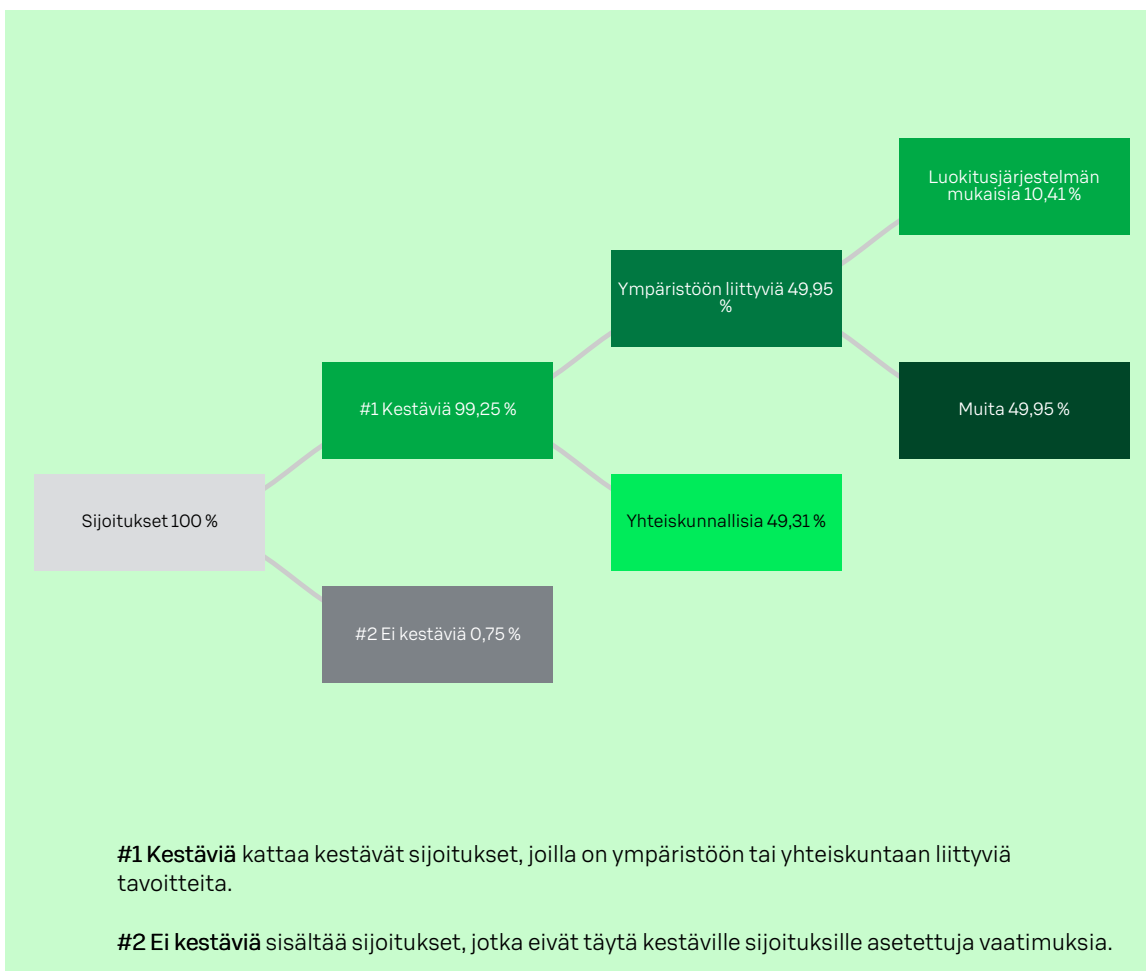 Luokitusjärjestelmän
mukaisia 10,41 %
Ympäristöön liittyviä 49,95
%
#1 Kestäviä 99,25 %
Muita 49,95 %
Sijoitukset 100 %
Yhteiskunnallisia 49,31 %
#2 Ei kestäviä 0,75 %
#1 Kestäviä kattaa kestävät sijoitukset, joilla on ympäristöön tai yhteiskuntaan liittyviä
tavoitteita.
#2 Ei kestäviä sisältää sijoitukset, jotka eivät täytä kestäville sijoituksille asetettuja vaatimuksia.